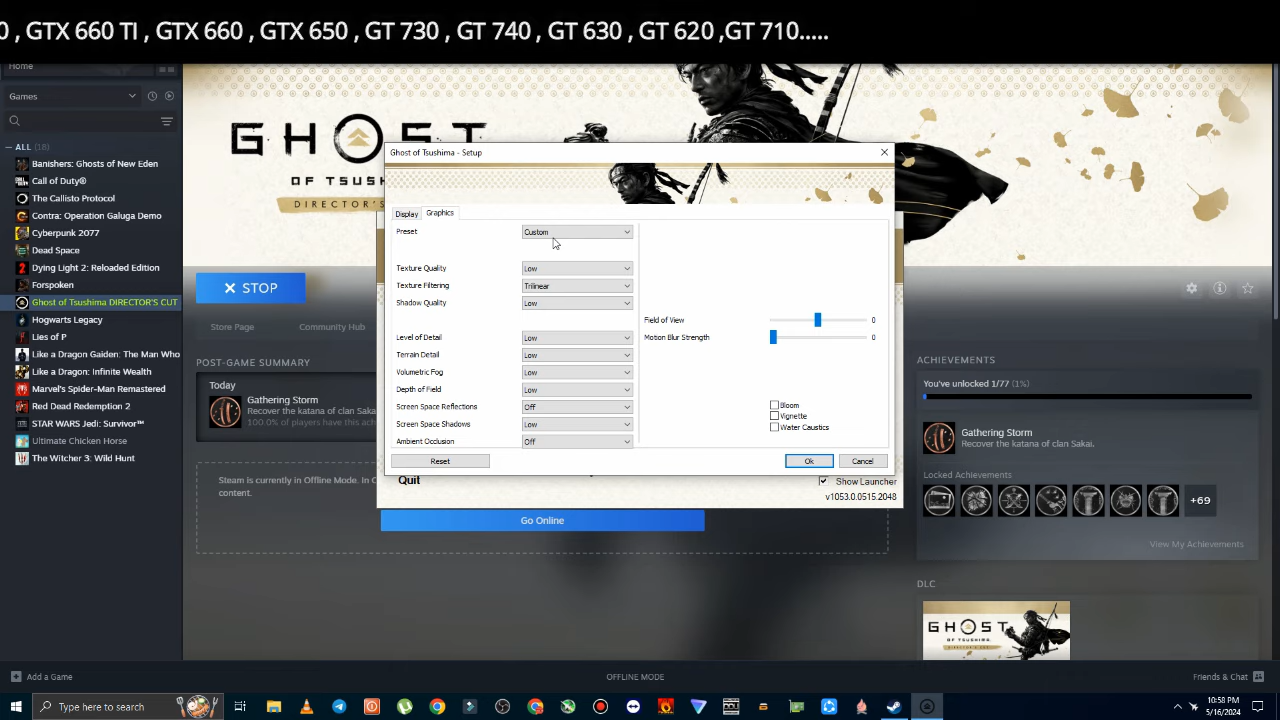 0 , GTX 660 TI , GTX 660 , GTX 650 , GT 730 , GT 740 , GT 630 , GT 620 ,GT 710.....
Home
Games
ALL (18)
Banishers: Ghosts of New Eden
Call of Duty®
The Callisto Protocol
Contra: Operation Galuga Demo
Cyberpunk 2077
Dead Space
Dying Light 2: Reloaded Edition
Forspoken
Ghost of Tsushima DIRECTOR'S CUT
Hogwarts Legacy
Lies of P
Like a Dragon Gaiden: The Man Who
Like a Dragon: Infinite Wealth
Marvel's Spider-Man Remastered
Red Dead Redemption 2
STAR WARS Jedi: Survivor™
Ultimate Chicken Horse
The Witcher 3: Wild Hunt
GHOST
OF TSUSH
DIRECTOR'S
STOP
Store Page
Community Hub
POST-GAME SUMMARY
Today
Gathering Storm
Recover the katana of clan Saka
100.0% of players have this ach
Steam is currently in Offline Mode. In C
content.
Ghost of Tsushima - Setup
Display
Graphics
Preset Custom
Texture Quality Low
Texture Filtering Trilinear
Shadow Quality Low
Level of Detail Low
Terrain Detail Low
Volumetric Fog Low
Depth of Field Low
Screen Space Reflections Off
Screen Space Shadows Low
Ambient Occlusion Off
Field of View 0
Motion Blur Strength 0
Bloom
Vignette
Water Caustics
Reset
Ok
Cancel
Quit
Show Launcher
v1053.0.0515.2048
Go Online
ACHIEVEMENTS
You've unlocked 1/77 (1%)
Gathering Storm
Recover the katana of clan Sakai.
Locked Achievements
+69
View My Achievements
DLC
GHOST
OF TSUSHIMA
Add a Game
OFFLINE MODE
Friends & Chat
Type here to search
10:58 PM
5/16/2024